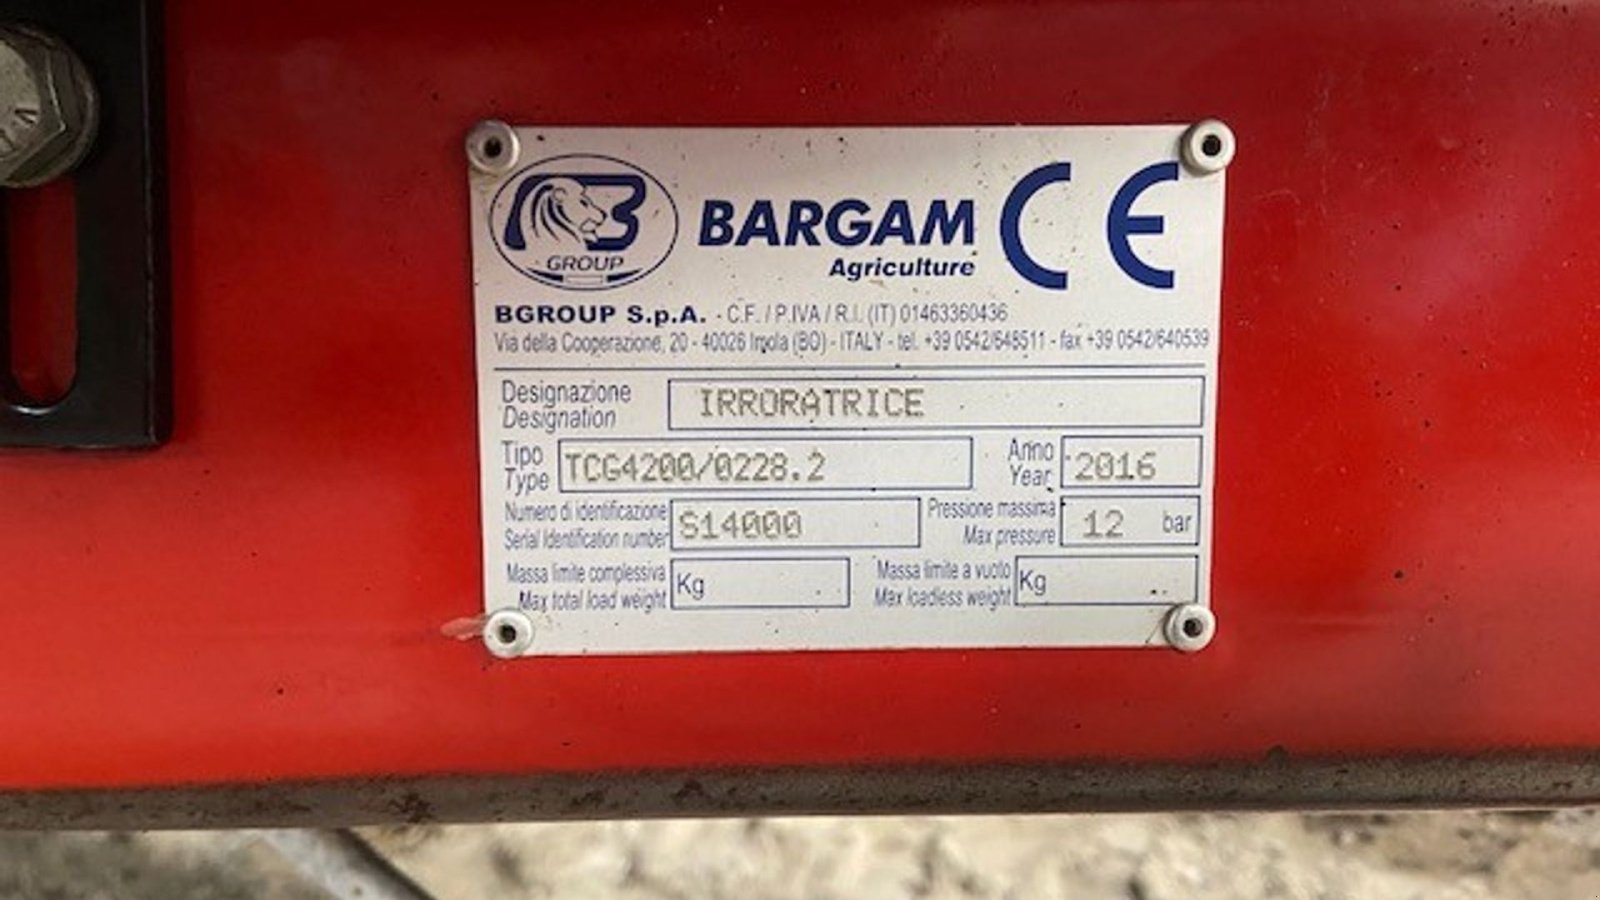 B
GROUP
BARGAM
Agriculture
CE
BGROUP S.p.A. - C.F. / P.IVA / R.I. (IT) 01463360436
Via della Cooperazione, 20 - 40026 Imola (BO) - ITALY - tel. +39 0542/648511 - fax +39 0542/640539
Designazione
Designation
IRRORATRICE
Tipo
Type
TCG4200/0228.2
Anno
Year
2016
Numero di identificazione
Serial Identification number
S14000
Pressione massima
Max pressure
12 bar
Massa limite complessiva
Max total load weight
Kg
Massa limite a vuoto
Max loadless weight
Kg